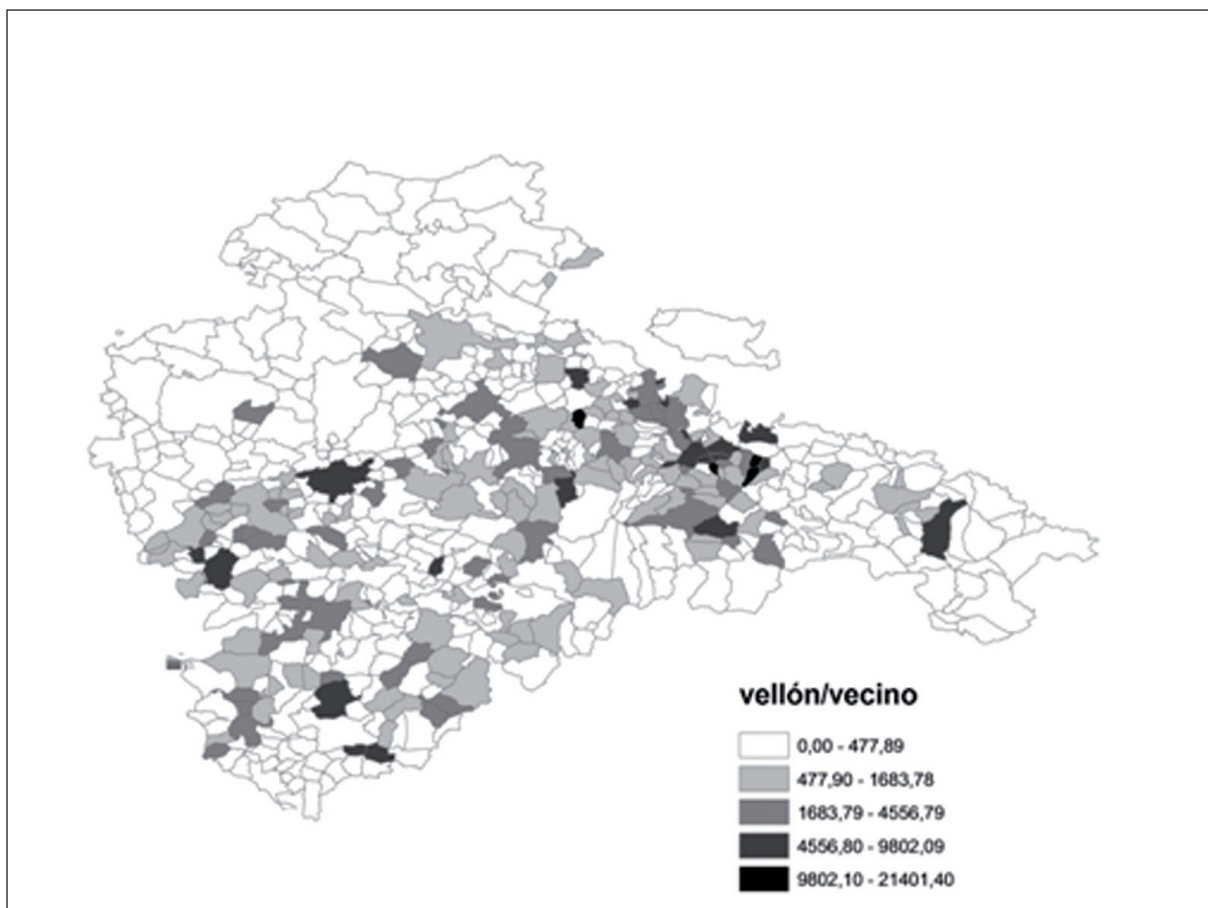 vellón/vecino
0,00 - 477,89
477,90 - 1683,78
1683,79 - 4556,79
4556,80 - 9802,09
9802,10 - 21401,40